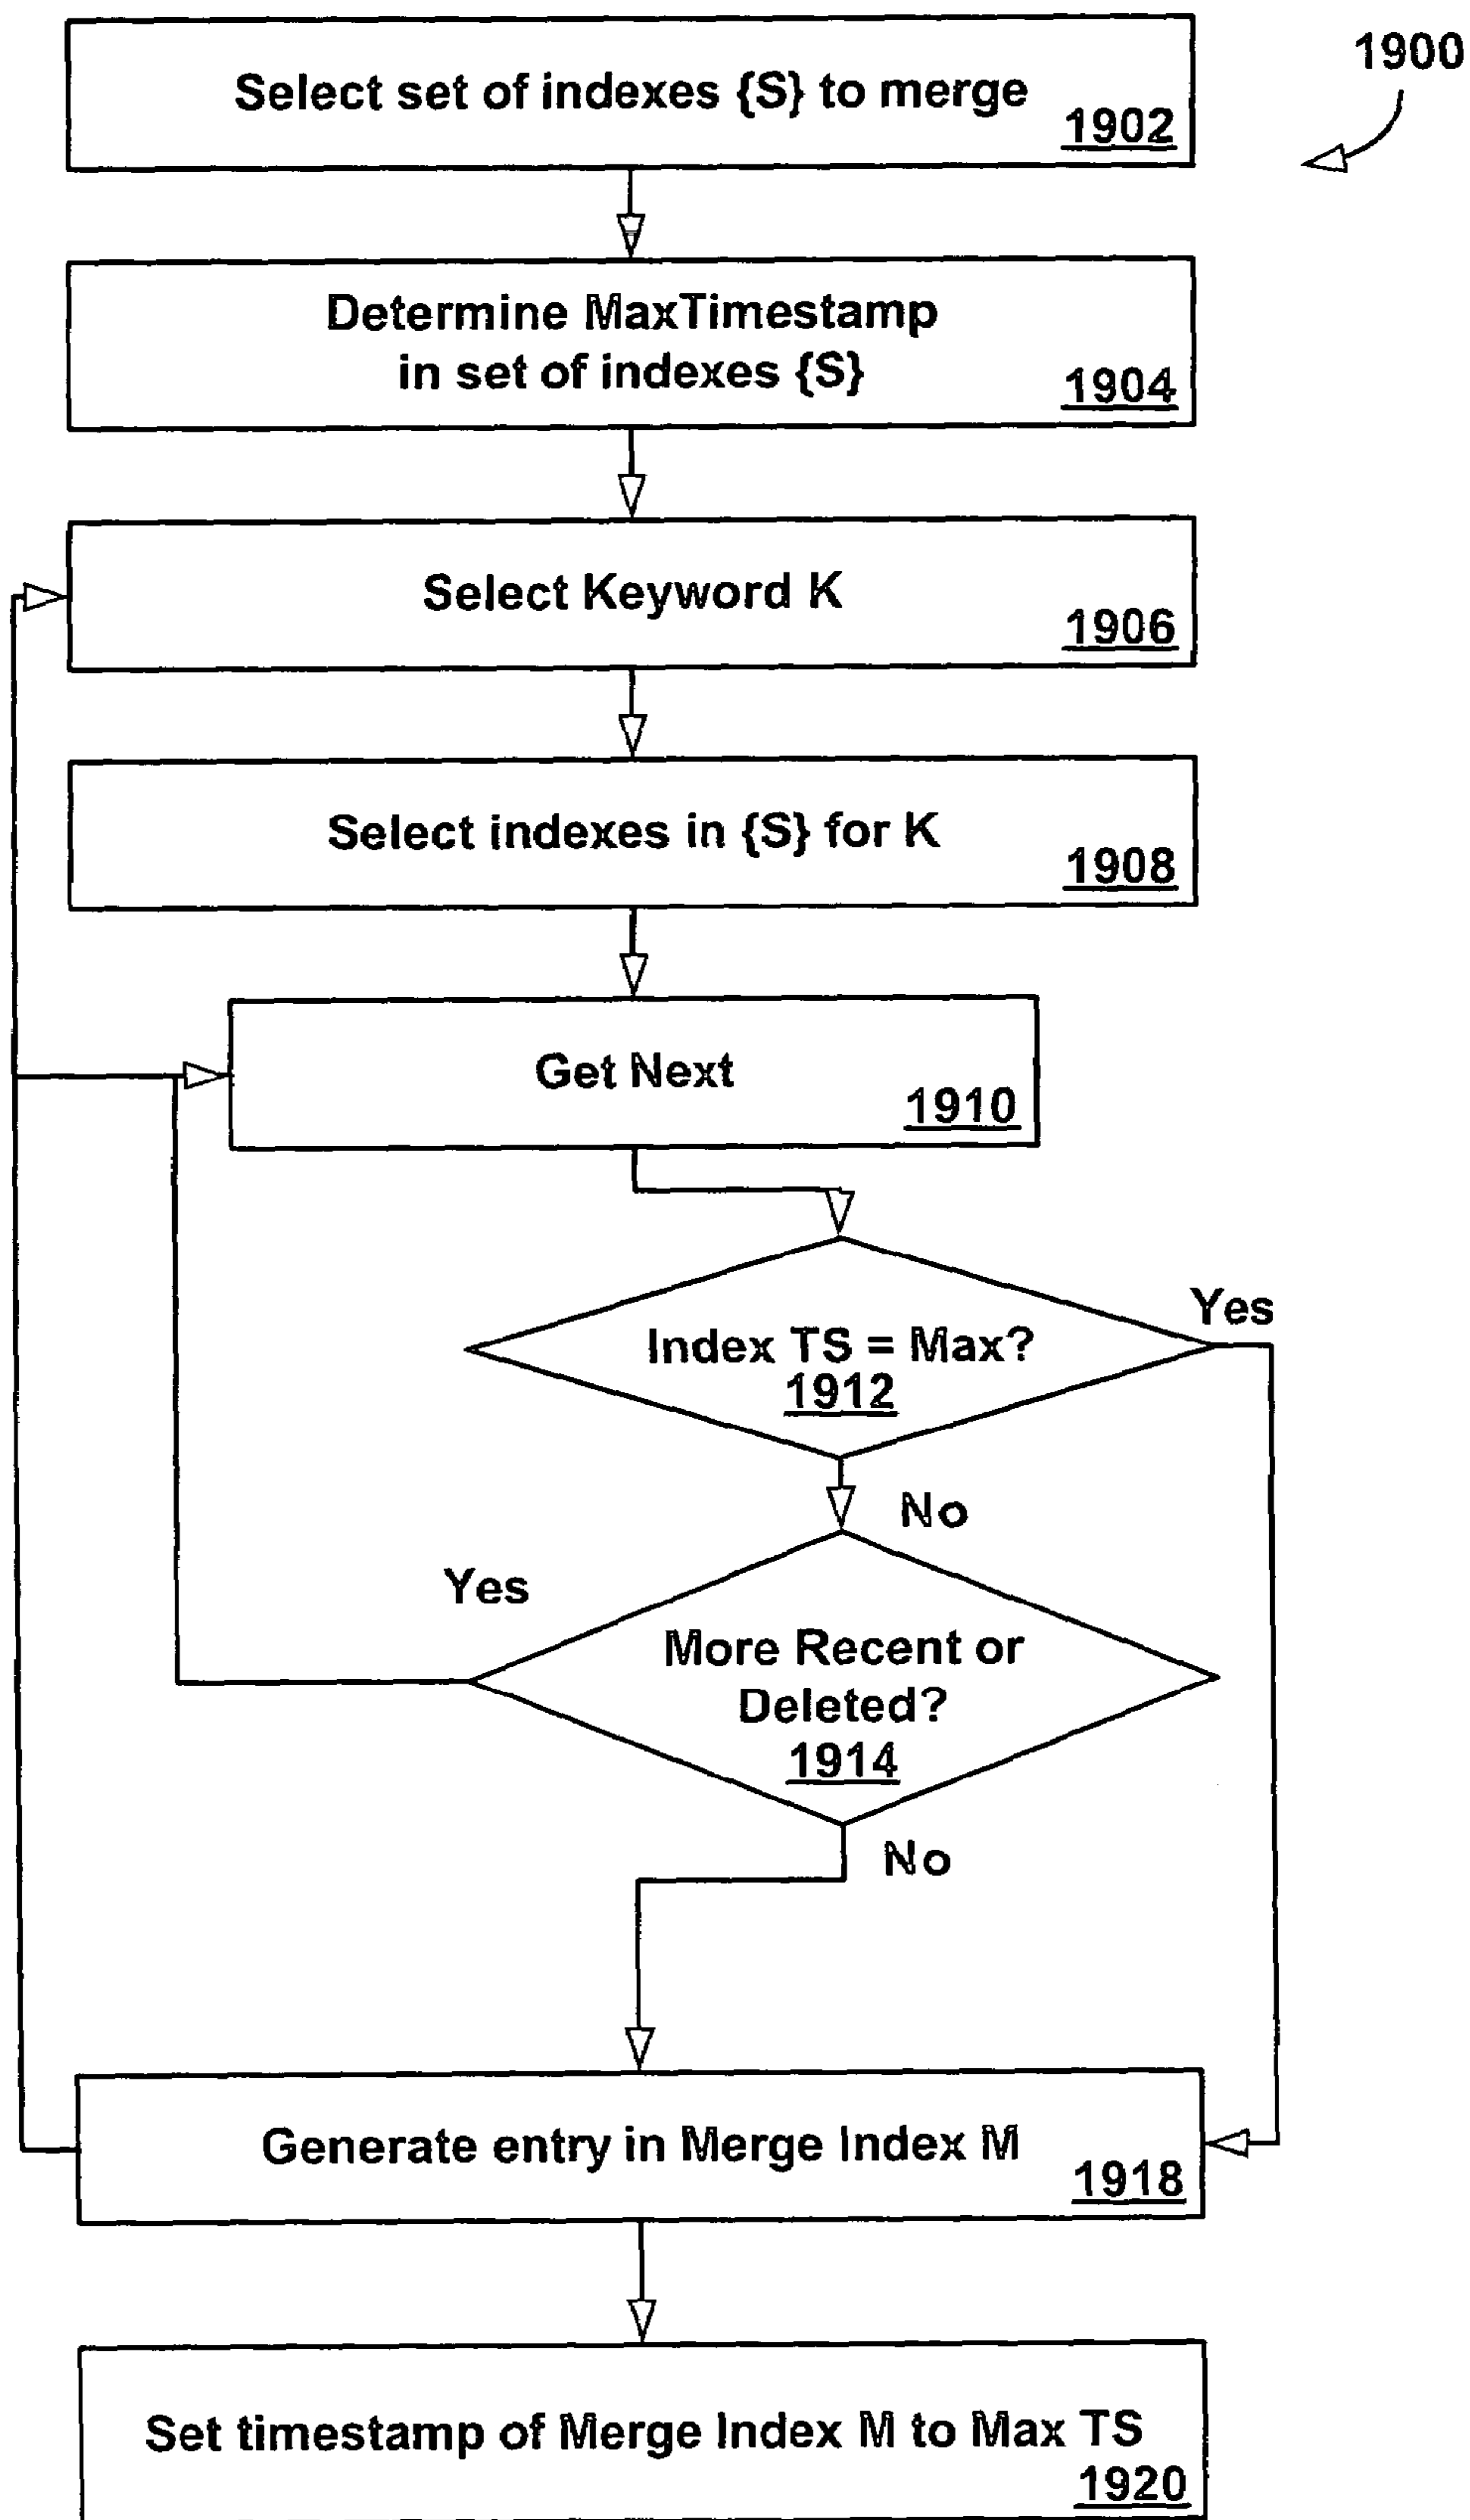 1900
Select set of indexes {S} to merge
1902
Determine MaxTimestamp
in set of indexes {S}
1904
Select Keyword K
1906
Select indexes in {S} for K
1908
Get Next
1910
Yes
Index TS = Max?
1912
No
Yes
More Recent or
Deleted?
1914
No
Generate entry in Merge Index M
1918
Set timestamp of Merge Index M to Max TS
1920